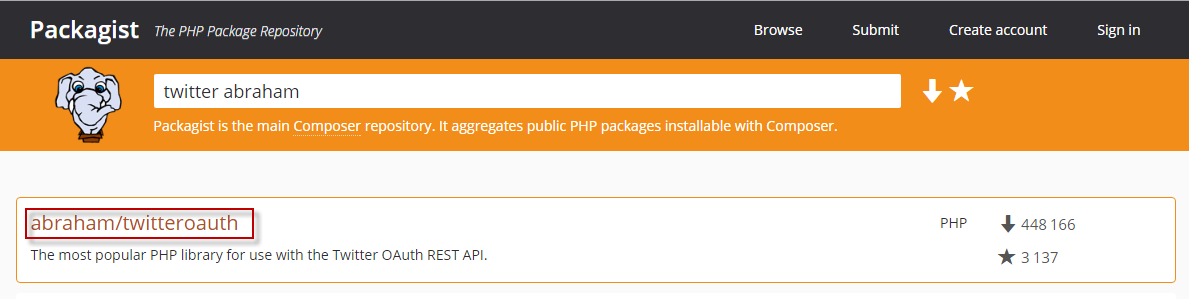 Packagist The PHP Package Repository Browse Submit Create account Sign in
twitter abraham
Packagist is the main Composer repository. It aggregates public PHP packages installable with Composer.
abraham/twitteroauth PHP 448 166
The most popular PHP library for use with the Twitter OAuth REST API. 3 137